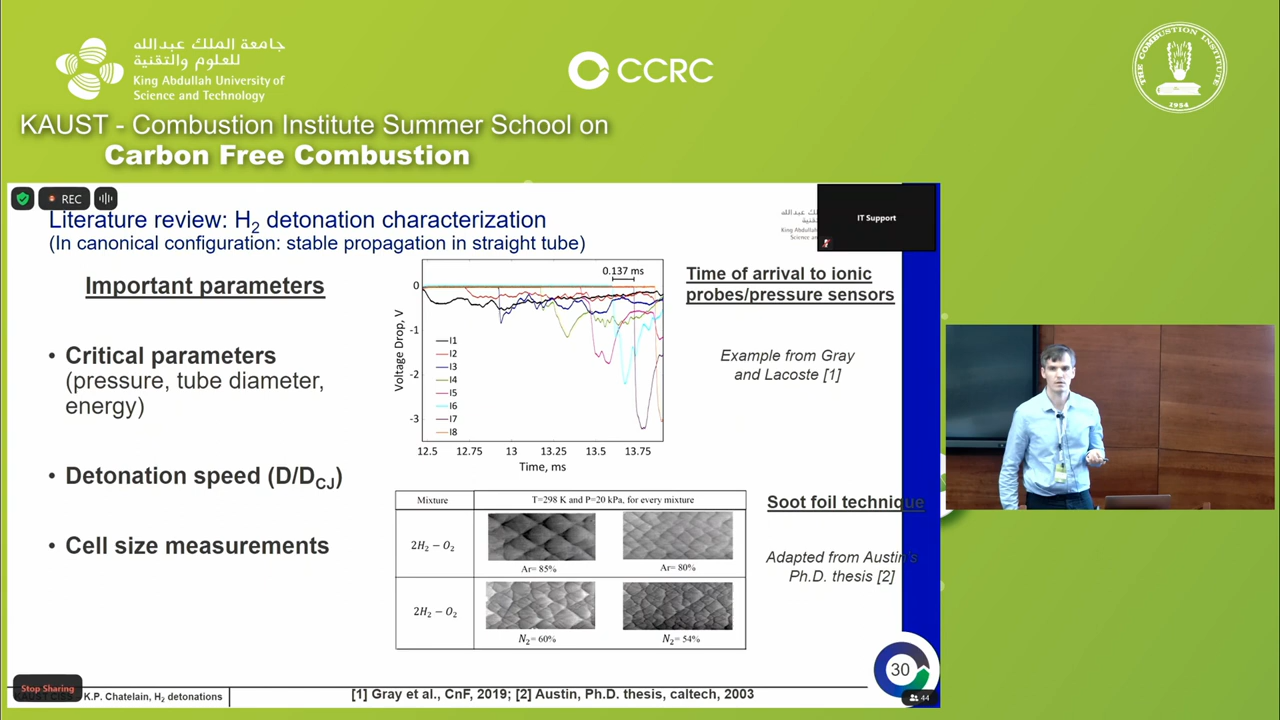 جامعة الملك عبدالله
للعلوم والتقنية
King Abdullah University of
Science and Technology
CCRC
THE COMBUSTION INSTITUTE
1954
KAUST - Combustion Institute Summer School on
Carbon Free Combustion
REC
IT Support
Literature review: H₂ detonation characterization
(In canonical configuration: stable propagation in straight tube)
Important parameters
• Critical parameters
(pressure, tube diameter,
energy)
• Detonation speed (D/D_CJ)
• Cell size measurements
0.137 ms
Voltage Drop, V
0
-1
-2
-3
I1
I2
I3
I4
I5
I6
I7
I8
12.5 12.75 13 13.25 13.5 13.75
Time, ms
Time of arrival to ionic
probes/pressure sensors
Example from Gray
and Lacoste [1]
Mixture T=298 K and P=20 kPa, for every mixture
2H₂ − O₂
Ar= 85% Ar= 80%
2H₂ − O₂
N₂= 60% N₂= 54%
Soot foil technique
Adapted from Austin's
Ph.D. thesis [2]
30
44
Stop Sharing
K.P. Chatelain, H₂ detonations
[1] Gray et al., CnF, 2019; [2] Austin, Ph.D. thesis, caltech, 2003